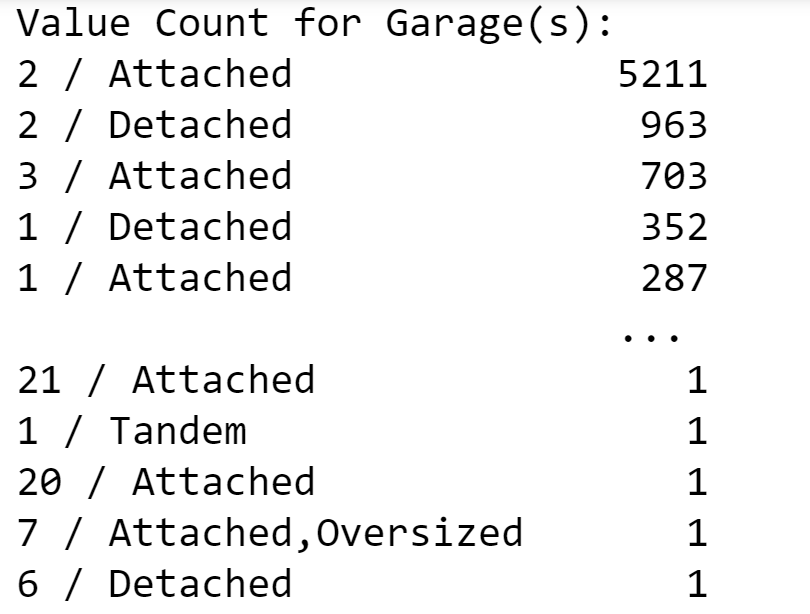 Value Count for Garage(s):
2 / Attached 5211
2 / Detached 963
3 / Attached 703
1 / Detached 352
1 / Attached 287
...
21 / Attached 1
1 / Tandem 1
20 / Attached 1
7 / Attached,Oversized 1
6 / Detached 1